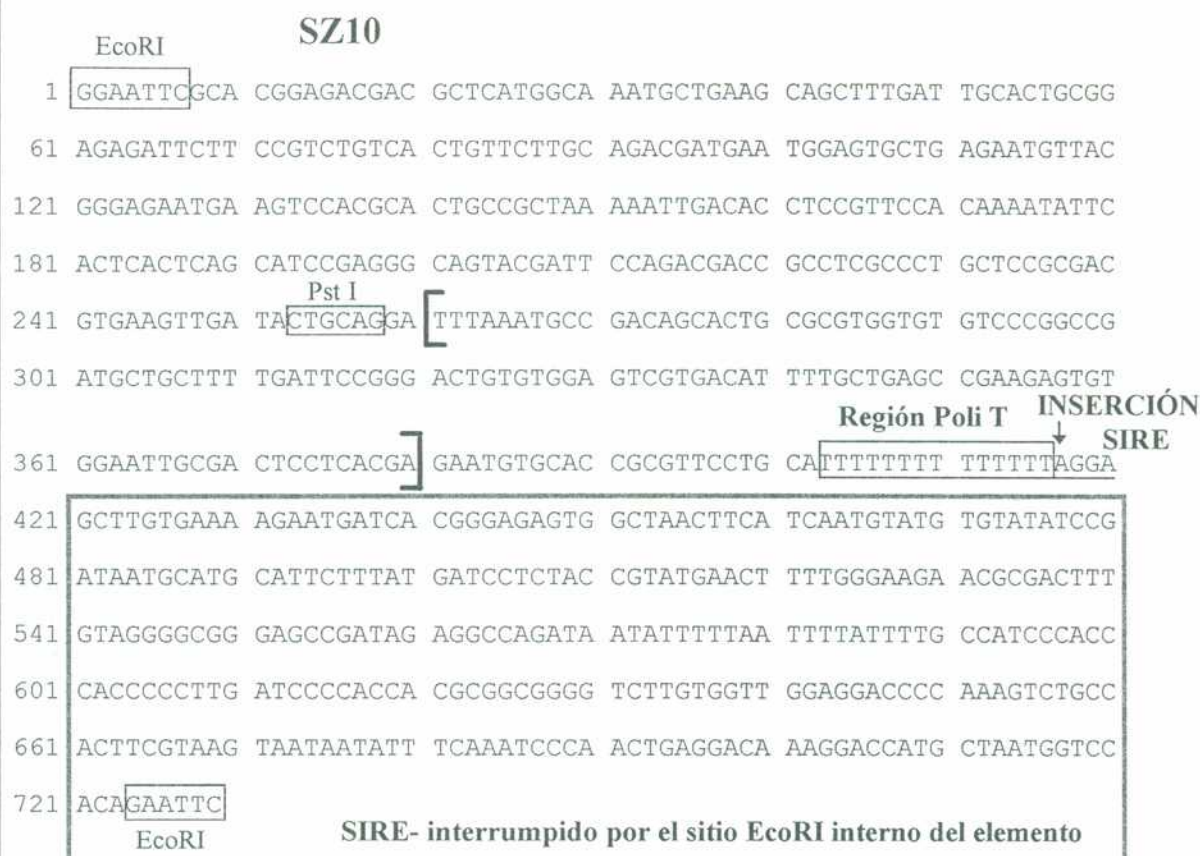 SZ10
EcoRI
1 GGAATTCGCA CGGAGACGAC GCTCATGGCA AATGCTGAAG CAGCTTTGAT TGCACTGCGG
61 AGAGATTCTT CCGTCTGTCA CTGTTCTTGC AGACGATGAA TGGAGTGCTG AGAATGTTAC
121 GGGAGAATGA AGTCCACGCA CTGCCGCTAA AAATTGACAC CTCCGTTCCA CAAAATATTC
181 ACTCACTCAG CATCCGAGGG CAGTACGATT CCAGACGACC GCCTCGCCCT GCTCCGCGAC
Pst I
241 GTGAAGTTGA TACTGCAGGA [TTTAAATGCC GACAGCACTG CGCGTGGTGT GTCCCGGCCG
301 ATGCTGCTTT TGATTCCGGG ACTGTGTGGA GTCGTGACAT TTTGCTGAGC CGAAGAGTGT
Región Poli T INSERCIÓN
SIRE
361 GGAATTGCGA CTCCTCACGA] GAATGTGCAC CGCGTTCCTG CATTTTTTTT TTTTTTAGGA
421 GCTTGTGAAA AGAATGATCA CGGGAGAGTG GCTAACTTCA TCAATGTATG TGTATATCCG
481 ATAATGCATG CATTCTTTAT GATCCTCTAC CGTATGAACT TTTGGGAAGA ACGCGACTTT
541 GTAGGGGCGG GAGCCGATAG AGGCCAGATA ATATTTTTAA TTTTATTTTG CCATCCCACC
601 CACCCCCTTG ATCCCCACCA CGCGGCGGGG TCTTGTGGTT GGAGGACCCC AAAGTCTGCC
661 ACTTCGTAAG TAATAATATT TCAAATCCCA ACTGAGGACA AAGGACCATG CTAATGGTCC
721 ACAGAATTC
EcoRI
SIRE- interrumpido por el sitio EcoRI interno del elemento